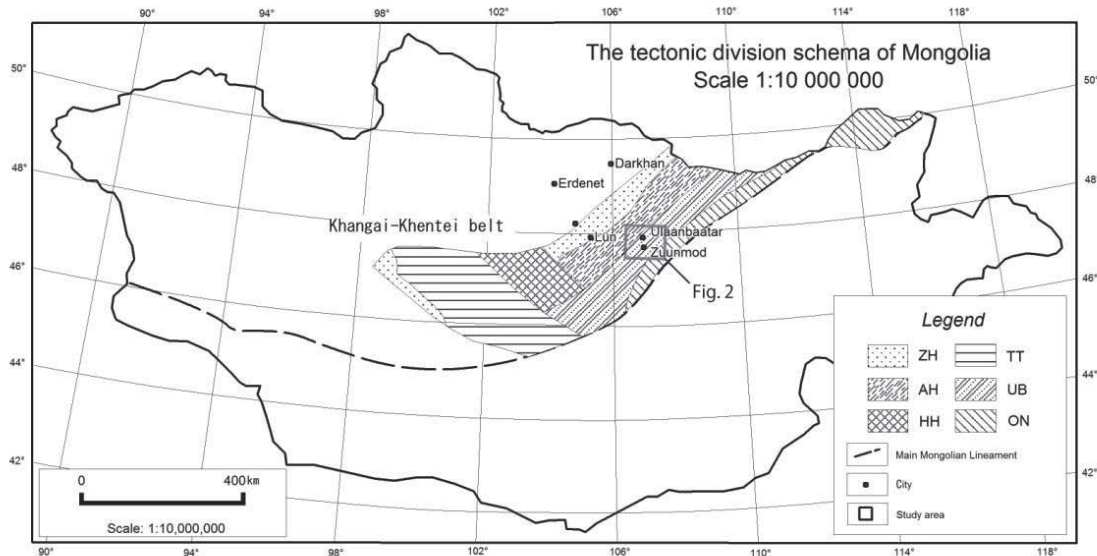 90° 94° 98° 102° 106° 110° 114° 118°
The tectonic division schema of Mongolia
Scale 1:10 000 000
50° 50°
48° 48°
46° 46°
44° 44°
42° 42°
Darkhan
Erdenet
Khangai-Khentei belt
Lun
Ulaanbaatar
Zuunmod
Fig. 2
Legend
ZH TT
AH UB
HH ON
Main Mongolian Lineament
City
Study area
0 400km
Scale: 1:10,000,000
90° 94° 98° 102° 106° 110° 114° 118°